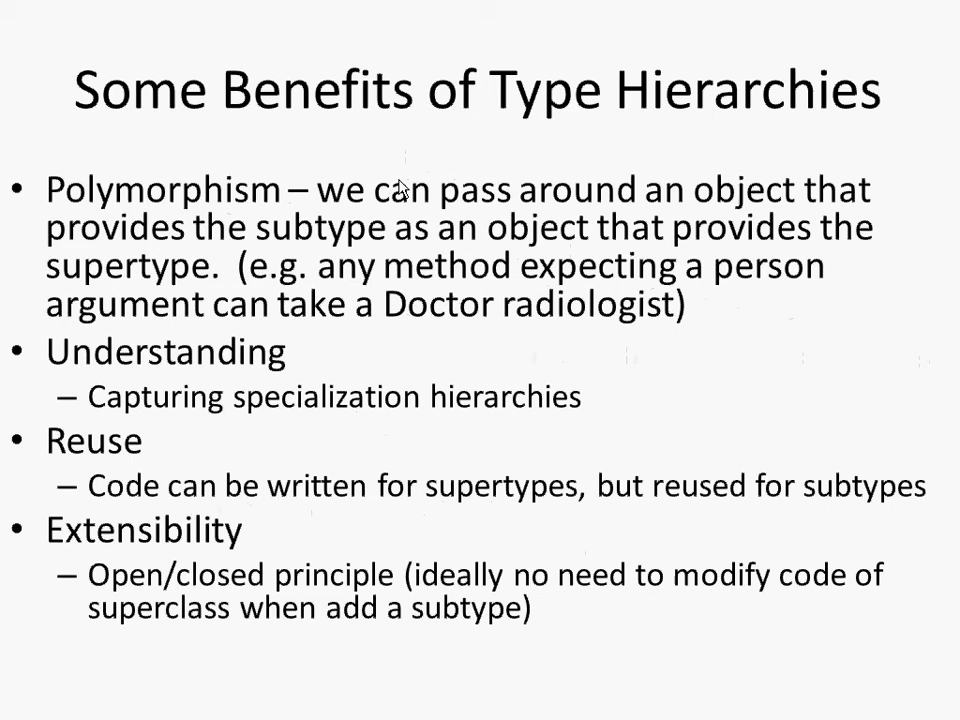 Some Benefits of Type Hierarchies
• Polymorphism – we can pass around an object that
provides the subtype as an object that provides the
supertype.  (e.g. any method expecting a person
argument can take a Doctor radiologist)
• Understanding
– Capturing specialization hierarchies
• Reuse
– Code can be written for supertypes, but reused for subtypes
• Extensibility
– Open/closed principle (ideally no need to modify code of
superclass when add a subtype)